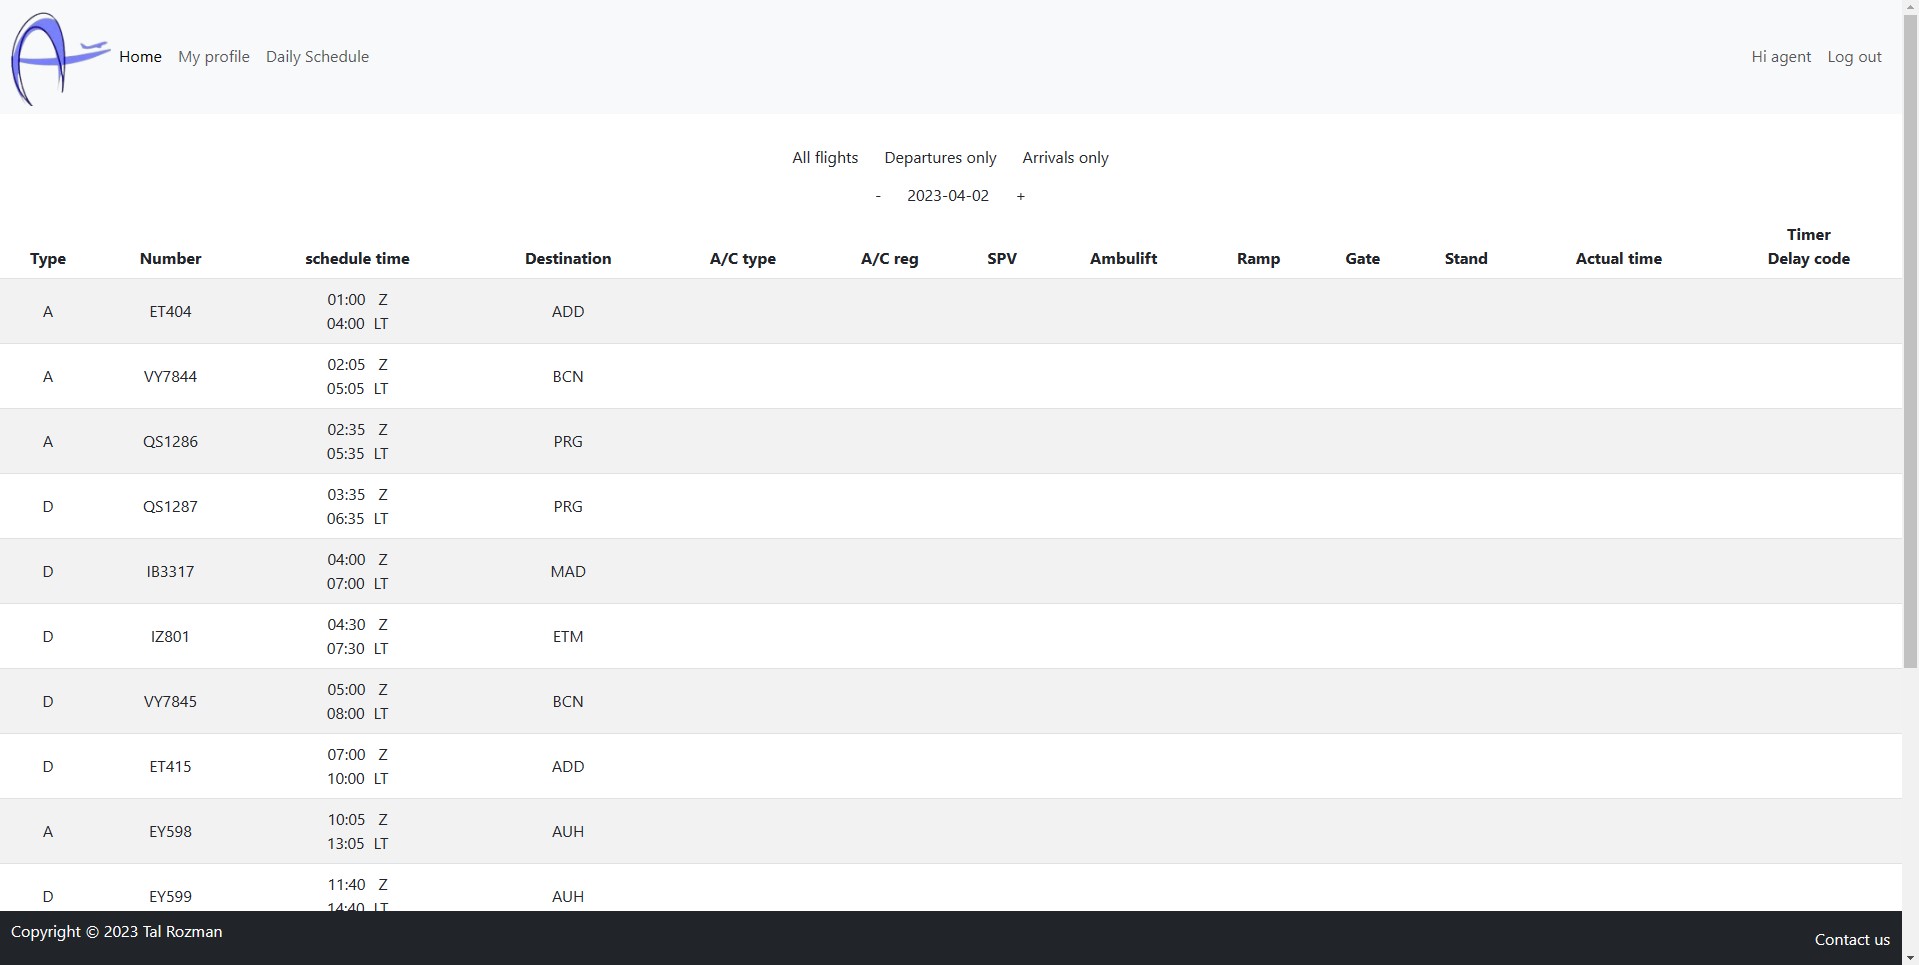 Home My profile Daily Schedule Hi agent Log out
All flights Departures only Arrivals only
- 2023-04-02 +
Type Number schedule time Destination A/C type A/C reg SPV Ambulift Ramp Gate Stand Actual time Timer Delay code
A ET404 01:00 Z ADD
04:00 LT
A VY7844 02:05 Z BCN
05:05 LT
A QS1286 02:35 Z PRG
05:35 LT
D QS1287 03:35 Z PRG
06:35 LT
D IB3317 04:00 Z MAD
07:00 LT
D IZ801 04:30 Z ETM
07:30 LT
D VY7845 05:00 Z BCN
08:00 LT
D ET415 07:00 Z ADD
10:00 LT
A EY598 10:05 Z AUH
13:05 LT
D EY599 11:40 Z AUH
14:40 LT
Copyright © 2023 Tal Rozman
Contact us